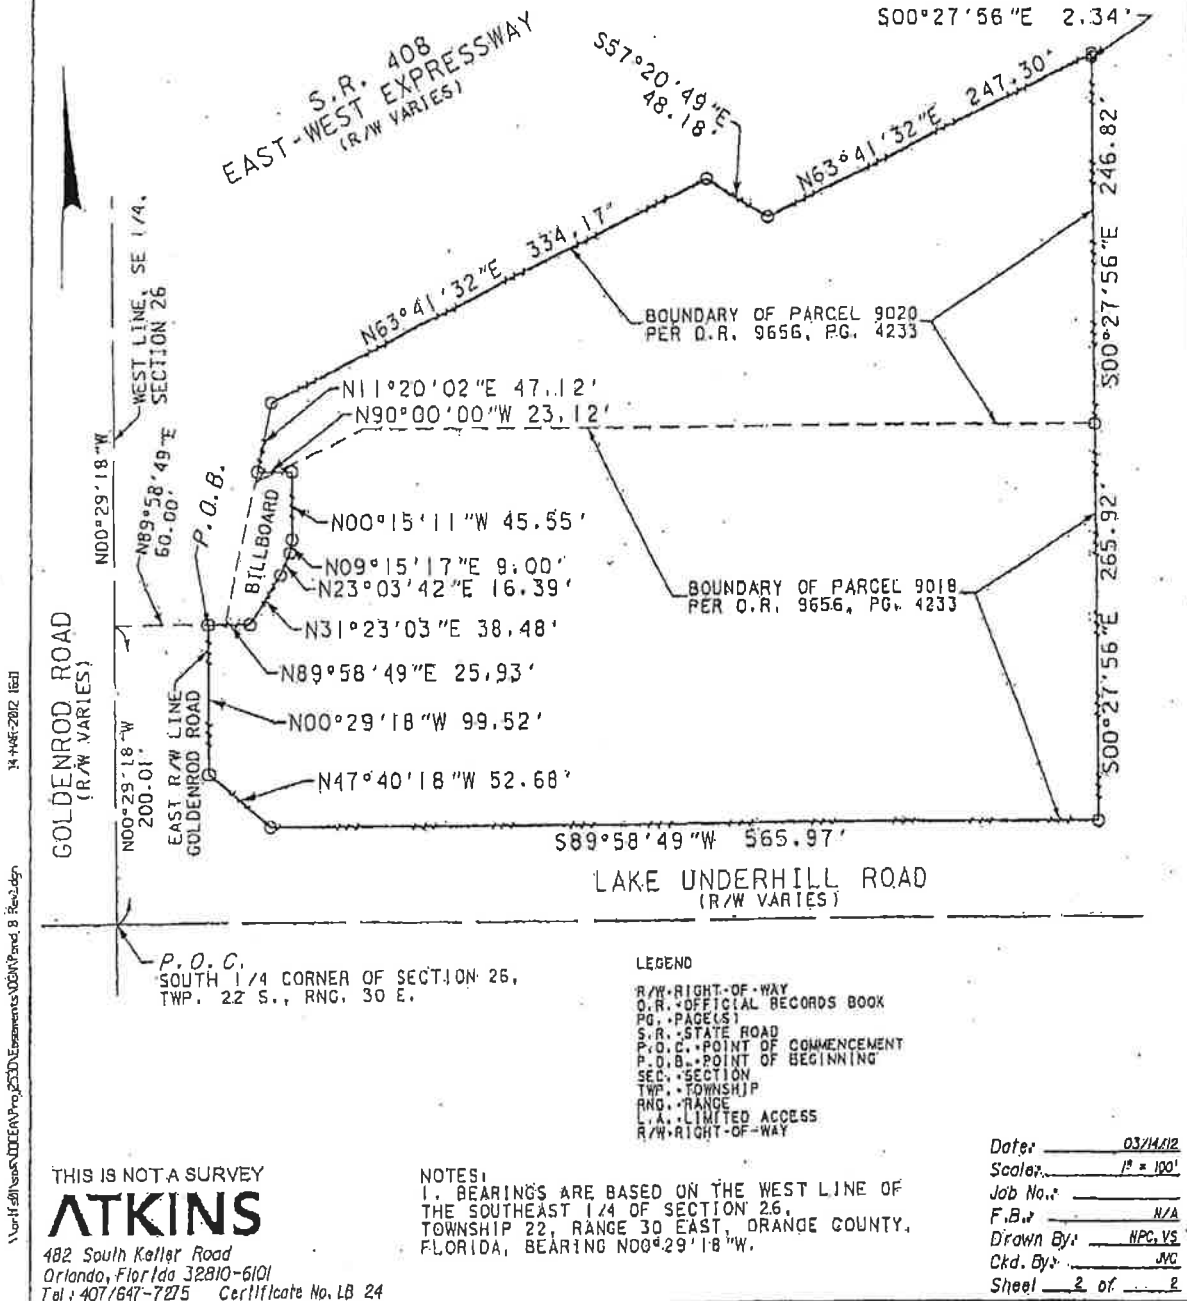 S00°27'56"E 2.34'
S.R. 408
EAST-WEST EXPRESSWAY
(R/W VARIES)
S57°20'49"E
48.18'
N63°41'32"E 247.30'
N63°41'32"E 334.17'
S00°27'56"E 246.82'
WEST LINE, SE 1/4,
SECTION 26
BOUNDARY OF PARCEL 9020
PER O.R. 9656, PG. 4233
N11°20'02"E 47.12'
N90°00'00"W 23.12'
N00°29'18"W
N89°58'49"E
60.00'
P.O.B.
BILLBOARD
N00°15'11"W 45.55'
N09°15'17"E 9.00'
N23°03'42"E 16.39'
N31°23'03"E 38.48'
N89°58'49"E 25.93'
N00°29'18"W 99.52'
N47°40'18"W 52.68'
BOUNDARY OF PARCEL 9018
PER O.R. 9656, PG. 4233
S00°27'56"E 265.92'
GOLDENROD ROAD
(R/W VARIES)
N00°29'18"W
200.01'
EAST R/W LINE
GOLDENROD ROAD
S89°58'49"W 565.97'
LAKE UNDERHILL ROAD
(R/W VARIES)
P.O.C.
SOUTH 1/4 CORNER OF SECTION 26,
TWP. 22 S., RNG. 30 E.
LEGEND
R/W-RIGHT-OF-WAY
O.R.-OFFICIAL RECORDS BOOK
PG.-PAGE(S)
S.R.-STATE ROAD
P.O.C.-POINT OF COMMENCEMENT
P.O.B.-POINT OF BEGINNING
SEC.-SECTION
TWP.-TOWNSHIP
RNG.-RANGE
L.A.-LIMITED ACCESS
R/W-RIGHT-OF-WAY
THIS IS NOT A SURVEY
ATKINS
482 South Keller Road
Orlando, Florida 32810-6101
Tel: 407/647-7275 Certificate No. LB 24
NOTES:
1. BEARINGS ARE BASED ON THE WEST LINE OF
THE SOUTHEAST 1/4 OF SECTION 26,
TOWNSHIP 22, RANGE 30 EAST, ORANGE COUNTY,
FLORIDA, BEARING N00°29'18"W.
Date: 03/14/12
Scale: 1" = 100'
Job No.:
F.B.: N/A
Drawn By: HPC, VS
Ckd. By: JVG
Sheet 2 of 2